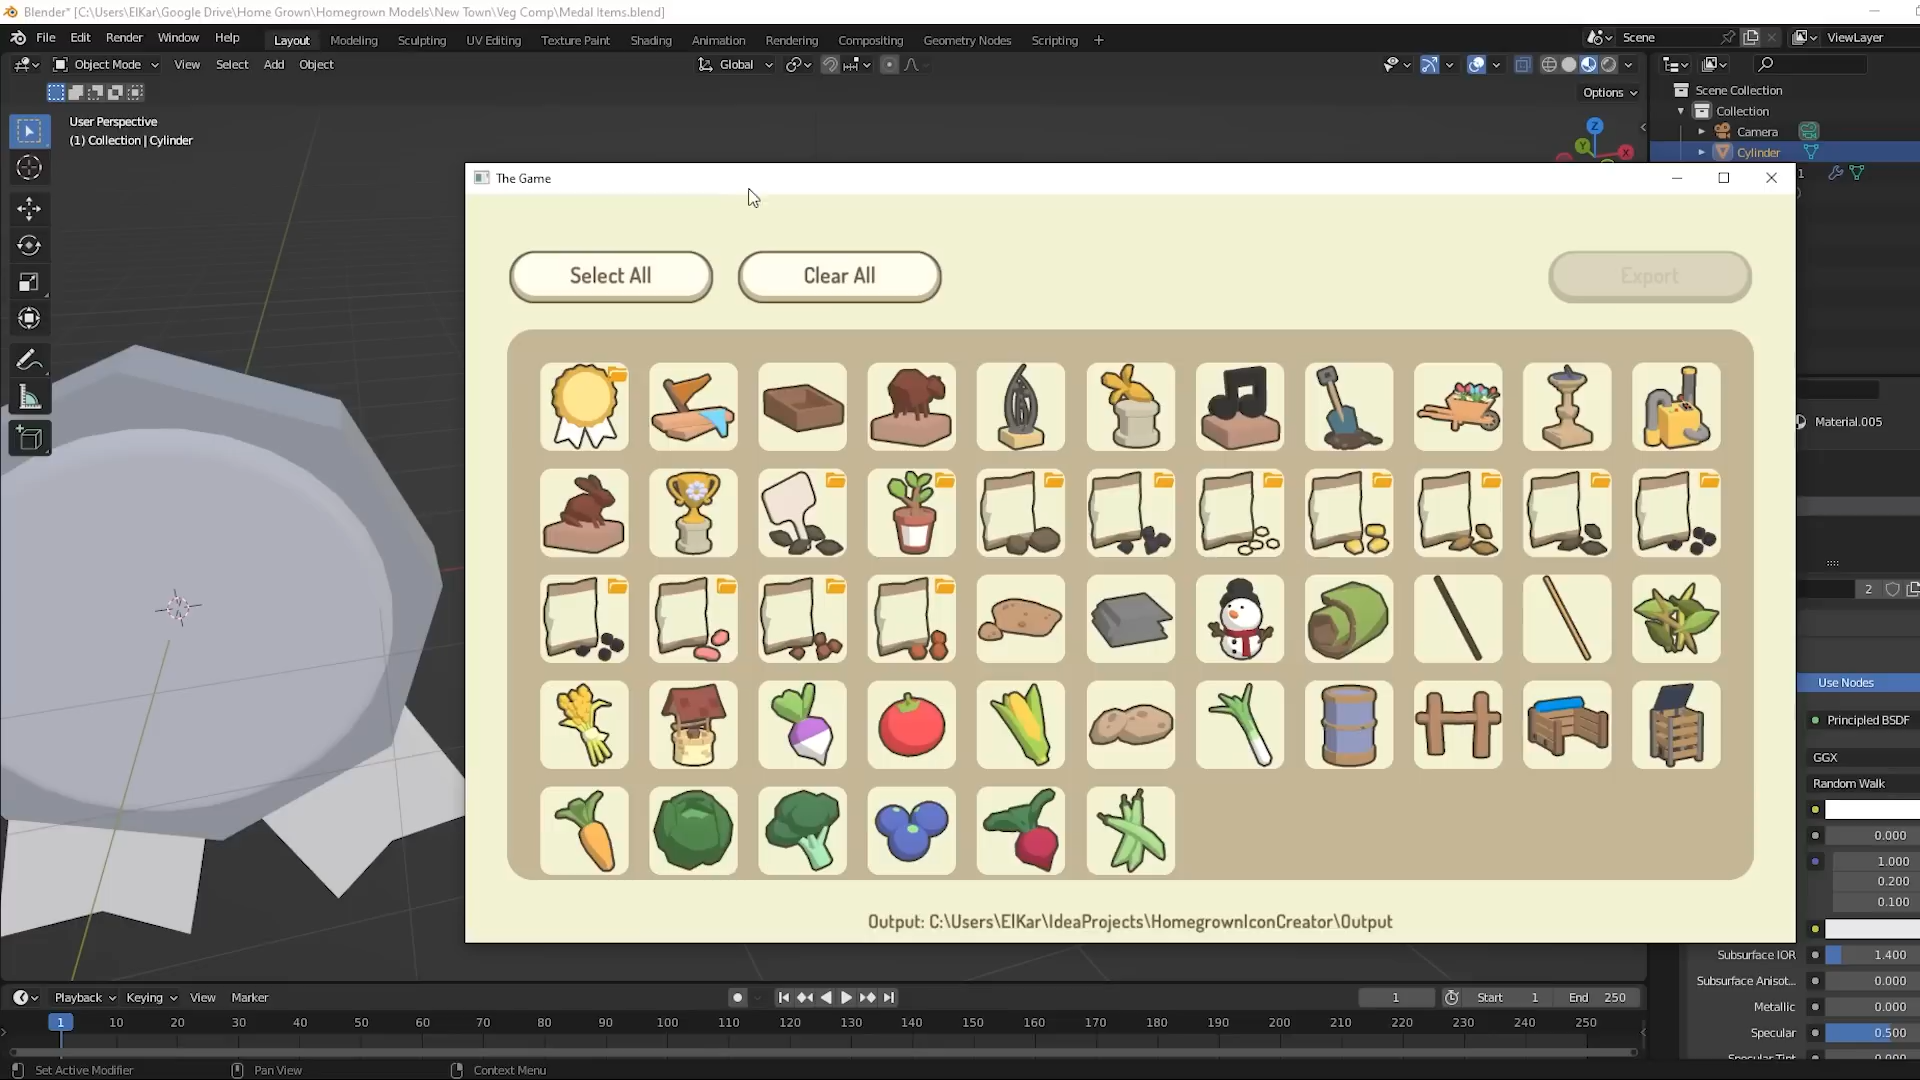 Blender* [C:\Users\ElKar\Google Drive\Home Grown\Homegrown Models\New Town\Veg Comp\Medal Items.blend]
File Edit Render Window Help Layout Modeling Sculpting UV Editing Texture Paint Shading Animation Rendering Compositing Geometry Nodes Scripting + Scene ViewLayer
Object Mode View Select Add Object Global
Options
User Perspective
(1) Collection | Cylinder
Z
Y
X
Scene Collection
Collection
Camera
Cylinder
1
The Game
Select All Clear All Export
Material.005
2
Use Nodes
Principled BSDF
GGX
Random Walk
0.000
1.000
0.200
0.100
Output: C:\Users\ElKar\IdeaProjects\HomegrownIconCreator\Output
Subsurface IOR 1.400
Subsurface Anisot... 0.000
Metallic 0.000
Specular 0.500
Specular Tint 0.000
Playback Keying View Marker 1 Start 1 End 250
1 10 20 30 40 50 60 70 80 90 100 110 120 130 140 150 160 170 180 190 200 210 220 230 240 250
Set Active Modifier Pan View Context Menu